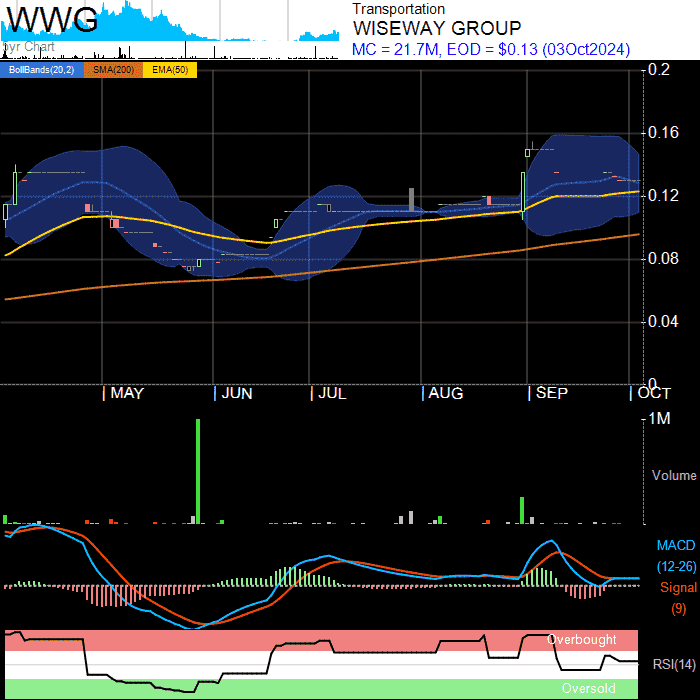 WWG
5yr Chart
Transportation
WISEWAY GROUP
MC = 21.7M, EOD = $0.13 (03Oct2024)
BollBands(20,2) SMA(200) EMA(50)
0.2
0.16
0.12
0.08
0.04
0
| MAY | JUN | JUL | AUG | SEP | OCT
1M
Volume
MACD
(12-26)
Signal
(9)
Overbought
RSI(14)
Oversold